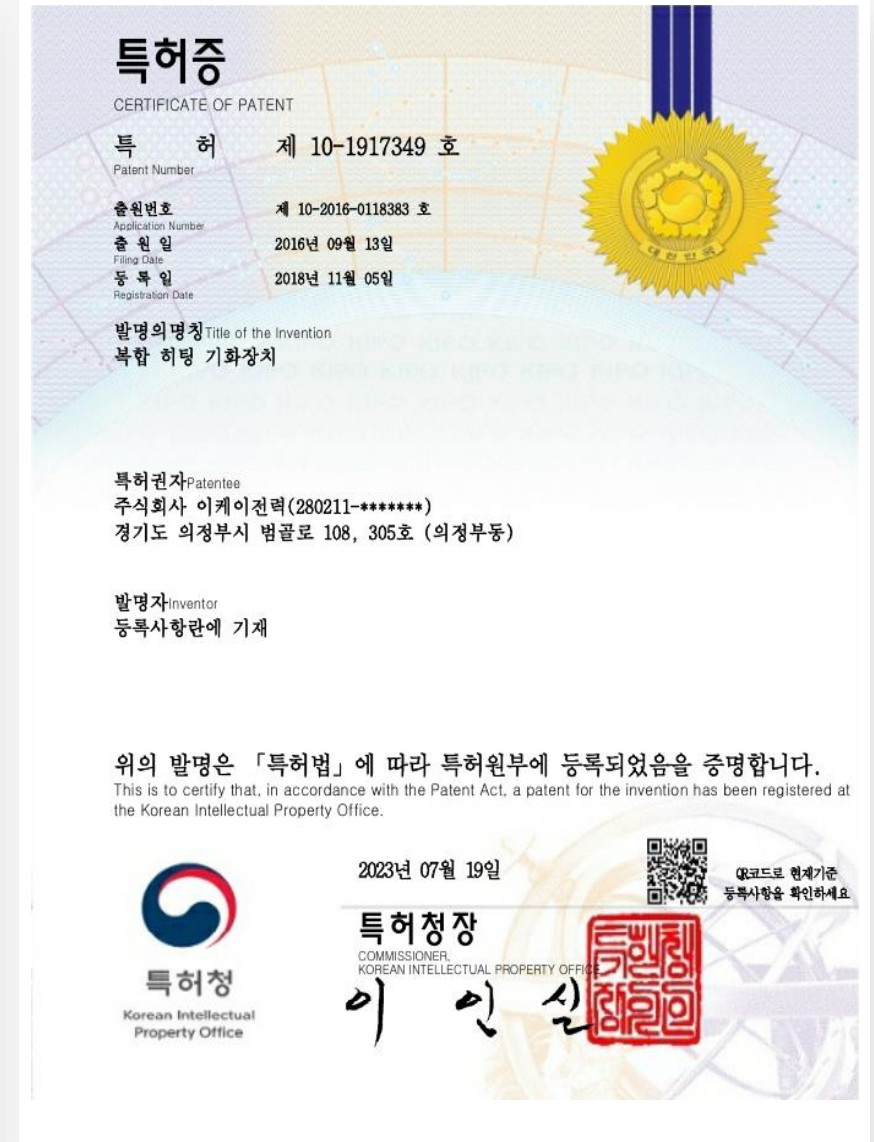 특허증
CERTIFICATE OF PATENT
특 허 제 10-1917349 호
Patent Number
출원번호 제 10-2016-0118383 호
Application Number
출 원 일 2016년 09월 13일
Filing Date
등 록 일 2018년 11월 05일
Registration Date
대한민국
발명의명칭Title of the Invention
복합 히팅 기화장치
특허권자Patentee
주식회사 이케이전력(280211-*******)
경기도 의정부시 범골로 108, 305호 (의정부동)
발명자Inventor
등록사항란에 기재
위의 발명은 「특허법」에 따라 특허원부에 등록되었음을 증명합니다.
This is to certify that, in accordance with the Patent Act, a patent for the invention has been registered at
the Korean Intellectual Property Office.
2023년 07월 19일
QR코드로 현재기준
등록사항을 확인하세요
특허청장
COMMISSIONER,
KOREAN INTELLECTUAL PROPERTY OFFICE
이 인 실
특허청
Korean Intellectual
Property Office